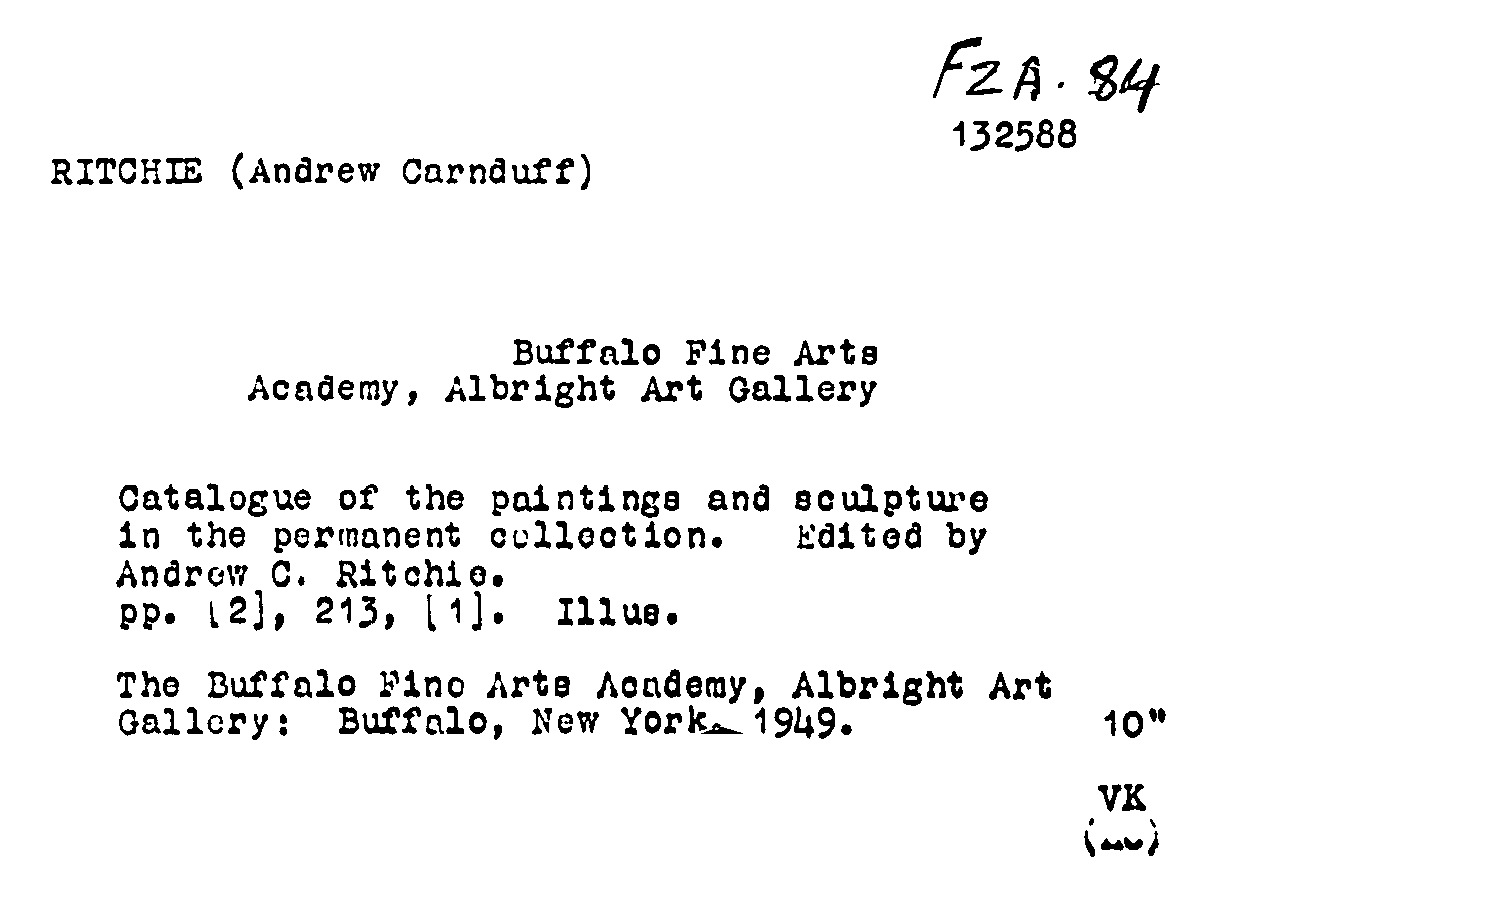 FZA. 84
132588
RITCHIE (Andrew Carnduff)
Buffalo Fine Arts
Academy, Albright Art Gallery
Catalogue of the paintings and sculpture
in the permanent collection. Edited by
Andrew C. Ritchie.
pp. [2], 213, [1]. Illus.
The Buffalo Fine Arts Academy, Albright Art
Gallery: Buffalo, New York 1949.
10"
VK